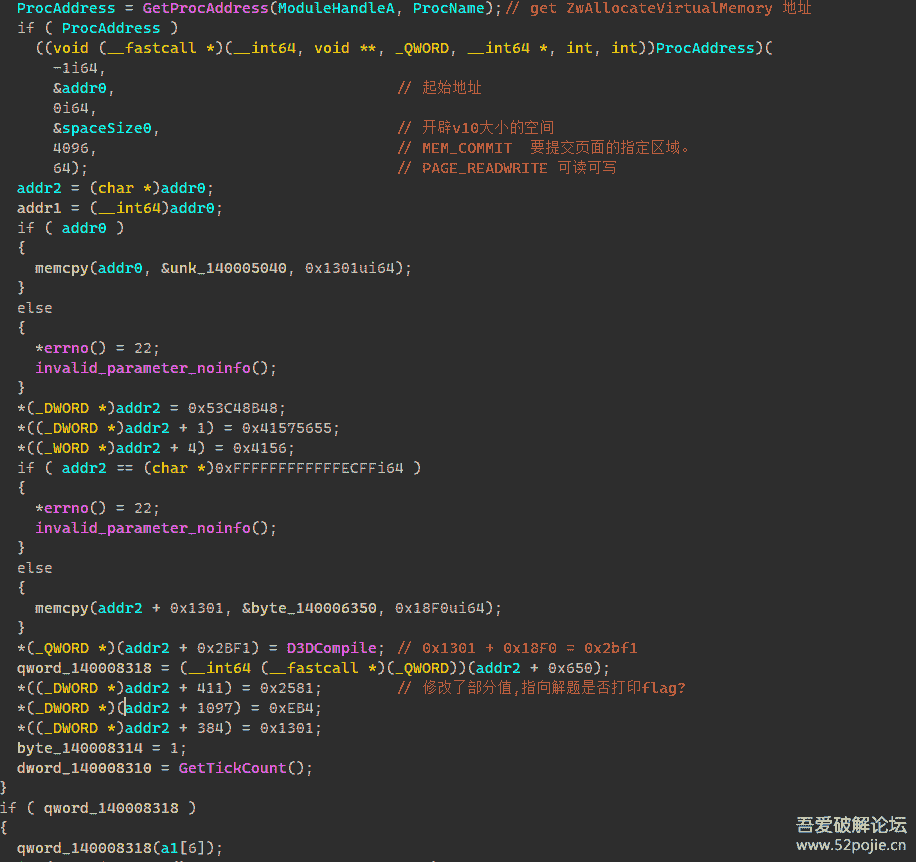 ProcAddress = GetProcAddress(ModuleHandleA, ProcName);// get ZwAllocateVirtualMemory 地址
if ( ProcAddress )
((void (__fastcall *)(__int64, void **, _QWORD, __int64 *, int, int))ProcAddress)(
-1i64,
&addr0, // 起始地址
0i64,
&spaceSize0, // 开辟v10大小的空间
4096, // MEM_COMMIT 要提交页面的指定区域。
64); // PAGE_READWRITE 可读可写
addr2 = (char *)addr0;
addr1 = (__int64)addr0;
if ( addr0 )
{
memcpy(addr0, &unk_140005040, 0x1301ui64);
}
else
{
*errno() = 22;
invalid_parameter_noinfo();
}
*(_DWORD *)addr2 = 0x53C48B48;
*((_DWORD *)addr2 + 1) = 0x41575655;
*((_WORD *)addr2 + 4) = 0x4156;
if ( addr2 == (char *)0xFFFFFFFFFFFFECFFi64 )
{
*errno() = 22;
invalid_parameter_noinfo();
}
else
{
memcpy(addr2 + 0x1301, &byte_140006350, 0x18F0ui64);
}
*(_QWORD *)(addr2 + 0x2BF1) = D3DCompile; // 0x1301 + 0x18F0 = 0x2bf1
qword_140008318 = (__int64 (__fastcall *)(_QWORD))(addr2 + 0x650);
*((_DWORD *)addr2 + 411) = 0x2581; // 修改了部分值,指向解题是否打印flag?
*(_DWORD *)(addr2 + 1097) = 0xEB4;
*((_DWORD *)addr2 + 384) = 0x1301;
byte_140008314 = 1;
dword_140008310 = GetTickCount();
}
if ( qword_140008318 )
{
qword_140008318(a1[6]);
吾爱破解论坛
www.52pojie.cn